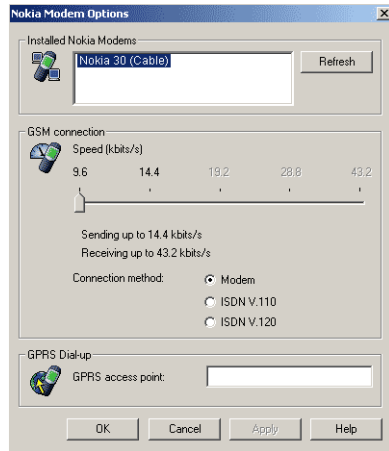 Nokia Modem Options
Installed Nokia Modems
Nokia 30 (Cable)
Refresh
GSM connection
Speed (kbits/s)
9.6 14.4 19.2 28.8 43.2
Sending up to 14.4 kbits/s
Receiving up to 43.2 kbits/s
Connection method: Modem
ISDN V.110
ISDN V.120
GPRS Dial-up
GPRS access point:
OK Cancel Apply Help